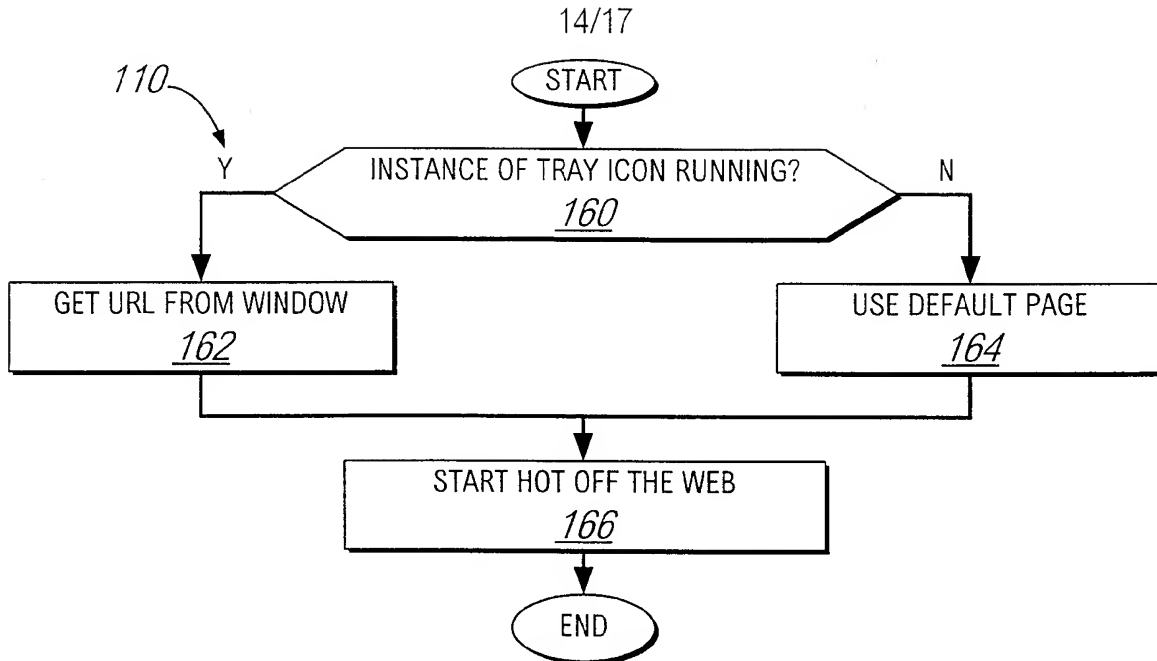 14/17
START
110
Y
INSTANCE OF TRAY ICON RUNNING?
N
160
GET URL FROM WINDOW
162
USE DEFAULT PAGE
164
START HOT OFF THE WEB
166
END